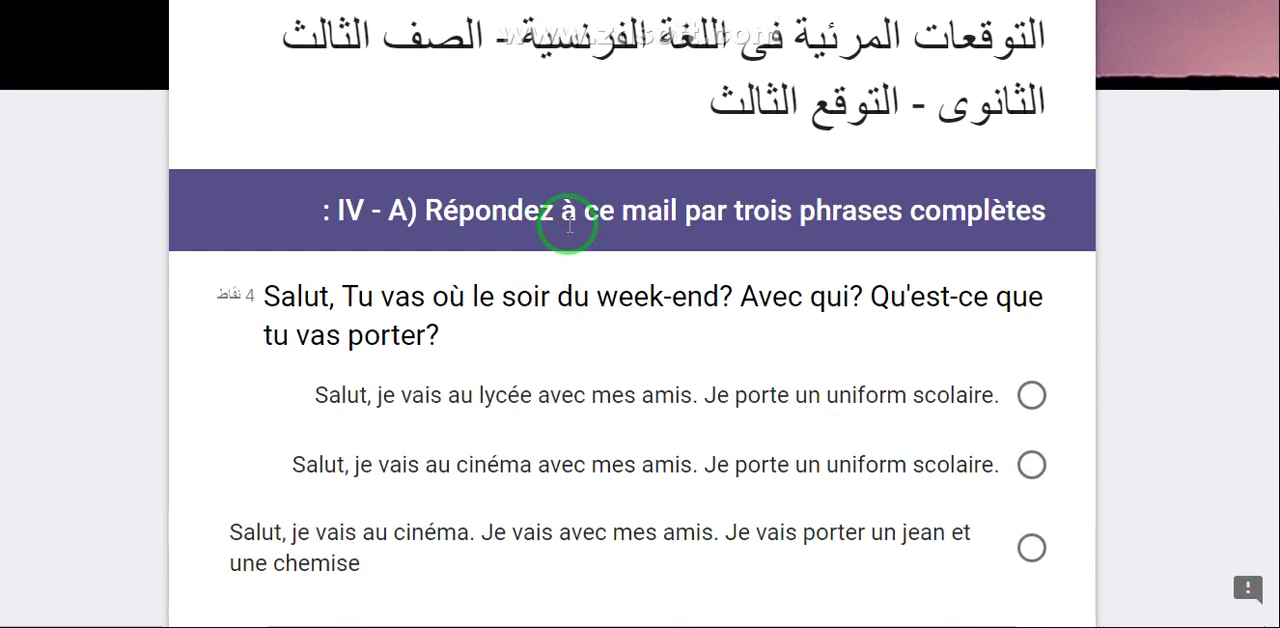 التوقعات المرئية فى اللغة الفرنسية - الصف الثالث
الثانوى - التوقع الثالث
: IV - A) Répondez à ce mail par trois phrases complètes
4 نقاط
Salut, Tu vas où le soir du week-end? Avec qui? Qu'est-ce que
tu vas porter?
Salut, je vais au lycée avec mes amis. Je porte un uniform scolaire.
Salut, je vais au cinéma avec mes amis. Je porte un uniform scolaire.
Salut, je vais au cinéma. Je vais avec mes amis. Je vais porter un jean et
une chemise